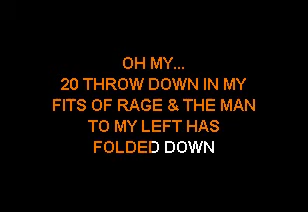 OH MY...
20 THROW DOWN IN MY
FITS OF RAGE & THE MAN
TO MY LEFT HAS
FOLDED DOWN